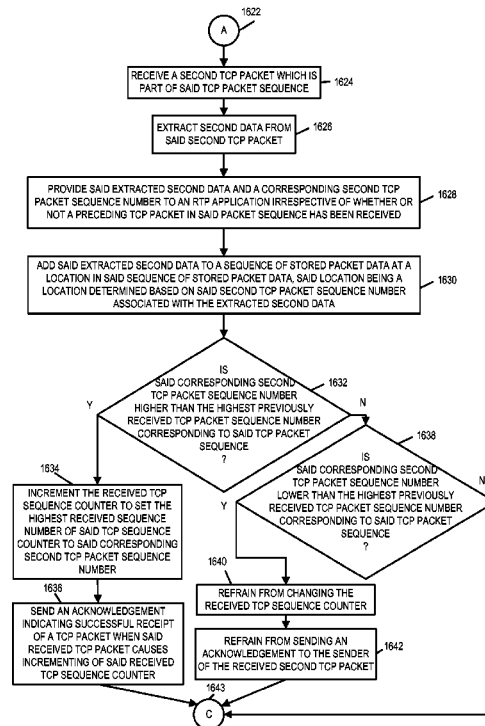 A
1622
RECEIVE A SECOND TCP PACKET WHICH IS
PART OF SAID TCP PACKET SEQUENCE
1624
EXTRACT SECOND DATA FROM
SAID SECOND TCP PACKET
1626
PROVIDE SAID EXTRACTED SECOND DATA AND A CORRESPONDING SECOND TCP
PACKET SEQUENCE NUMBER TO AN RTP APPLICATION IRRESPECTIVE OF WHETHER OR
NOT A PRECEDING TCP PACKET IN SAID PACKET SEQUENCE HAS BEEN RECEIVED
1628
ADD SAID EXTRACTED SECOND DATA TO A SEQUENCE OF STORED PACKET DATA AT A
LOCATION IN SAID SEQUENCE OF STORED PACKET DATA, SAID LOCATION BEING A
LOCATION DETERMINED BASED ON SAID SECOND TCP PACKET SEQUENCE NUMBER
ASSOCIATED WITH THE EXTRACTED SECOND DATA
1630
IS
SAID CORRESPONDING SECOND
TCP PACKET SEQUENCE NUMBER
HIGHER THAN THE HIGHEST PREVIOUSLY
RECEIVED TCP PACKET SEQUENCE NUMBER
CORRESPONDING TO SAID TCP PACKET
SEQUENCE
?
1632
Y
N
1638
IS
SAID CORRESPONDING SECOND
TCP PACKET SEQUENCE NUMBER
LOWER THAN THE HIGHEST PREVIOUSLY
RECEIVED TCP PACKET SEQUENCE NUMBER
CORRESPONDING TO SAID TCP PACKET
SEQUENCE
?
Y
N
1634
INCREMENT THE RECEIVED TCP
SEQUENCE COUNTER TO SET THE
HIGHEST RECEIVED SEQUENCE
NUMBER OF SAID TCP SEQUENCE
COUNTER TO SAID CORRESPONDING
SECOND TCP PACKET SEQUENCE
NUMBER
1636
SEND AN ACKNOWLEDGEMENT
INDICATING SUCCESSFUL RECEIPT
OF A TCP PACKET WHEN SAID
RECEIVED TCP PACKET CAUSES
INCREMENTING OF SAID RECEIVED
TCP SEQUENCE COUNTER
1640
REFRAIN FROM CHANGING THE
RECEIVED TCP SEQUENCE COUNTER
REFRAIN FROM SENDING AN
ACKNOWLEDGEMENT TO THE
SENDER OF THE RECEIVED SECOND TCP PACKET
1642
1643
C